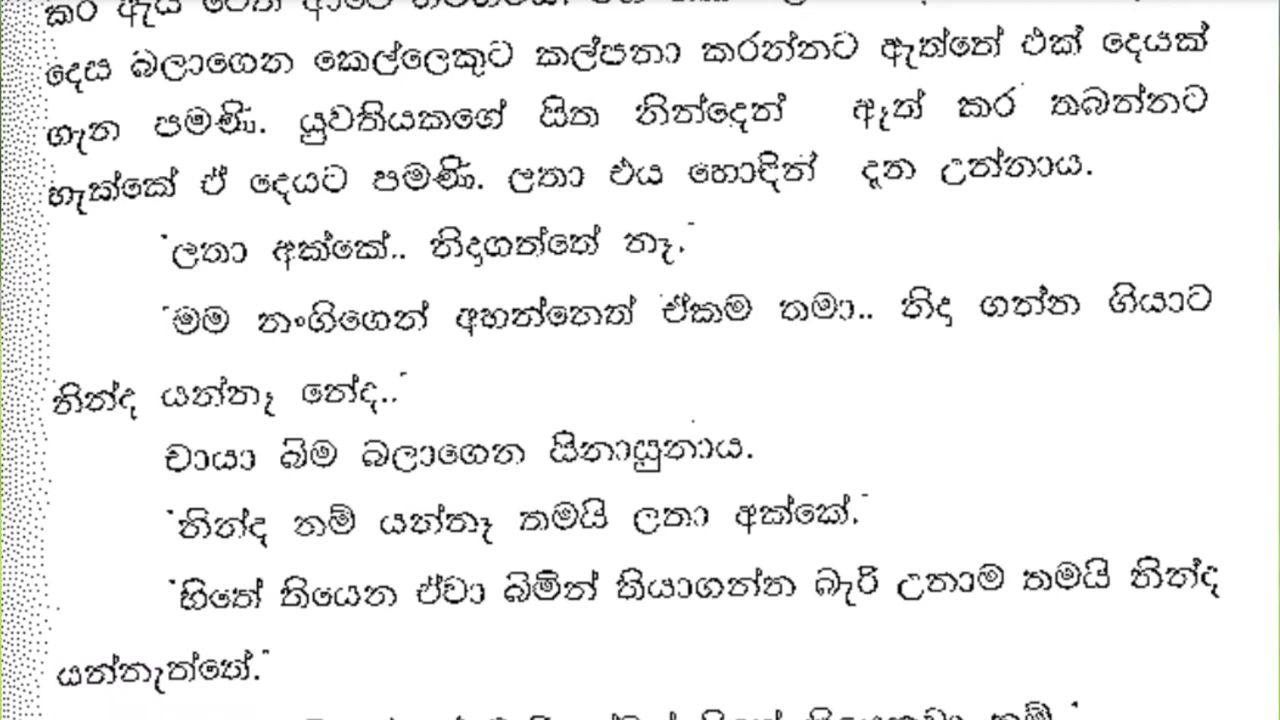 කර ඇය
දෙස බලාගෙන කෙල්ලෙකුට කල්පනා කරන්නට ඇත්තේ එක් දෙයක්
ගැන පමණි. යුවතියකගේ සිත නින්දෙන් ඈත් කර තබන්නට
හැක්කේ ඒ දෙයට පමණි. ලතා එය හොඳින් දැන උන්නාය.
"ලතා අක්කේ.. නිදාගත්තේ නෑ."
"මම නංගිගෙන් අහන්නෙත් ඒකම තමා.. නිදා ගන්න ගියාට
නින්ද යන්නෑ නේද.."
චායා බිම බලාගෙන සිනාසුනාය.
"නින්ද නම් යන්නෑ තමයි ලතා අක්කේ."
"හිතේ තියෙන ඒවා බිමින් තියාගන්න බැරි උනාම තමයි නින්ද
යන්නැත්තේ."